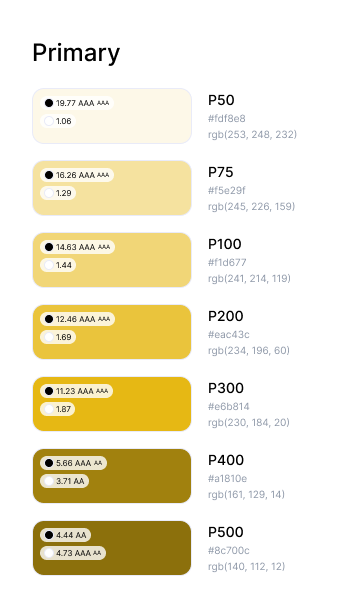 Primary
19.77 AAA AAA
1.06
P50
#fdf8e8
rgb(253, 248, 232)
16.26 AAA AAA
1.29
P75
#f5e29f
rgb(245, 226, 159)
14.63 AAA AAA
1.44
P100
#f1d677
rgb(241, 214, 119)
12.46 AAA AAA
1.69
P200
#eac43c
rgb(234, 196, 60)
11.23 AAA AAA
1.87
P300
#e6b814
rgb(230, 184, 20)
5.66 AAA AA
3.71 AA
P400
#a1810e
rgb(161, 129, 14)
4.44 AA
4.73 AAA AA
P500
#8c700c
rgb(140, 112, 12)